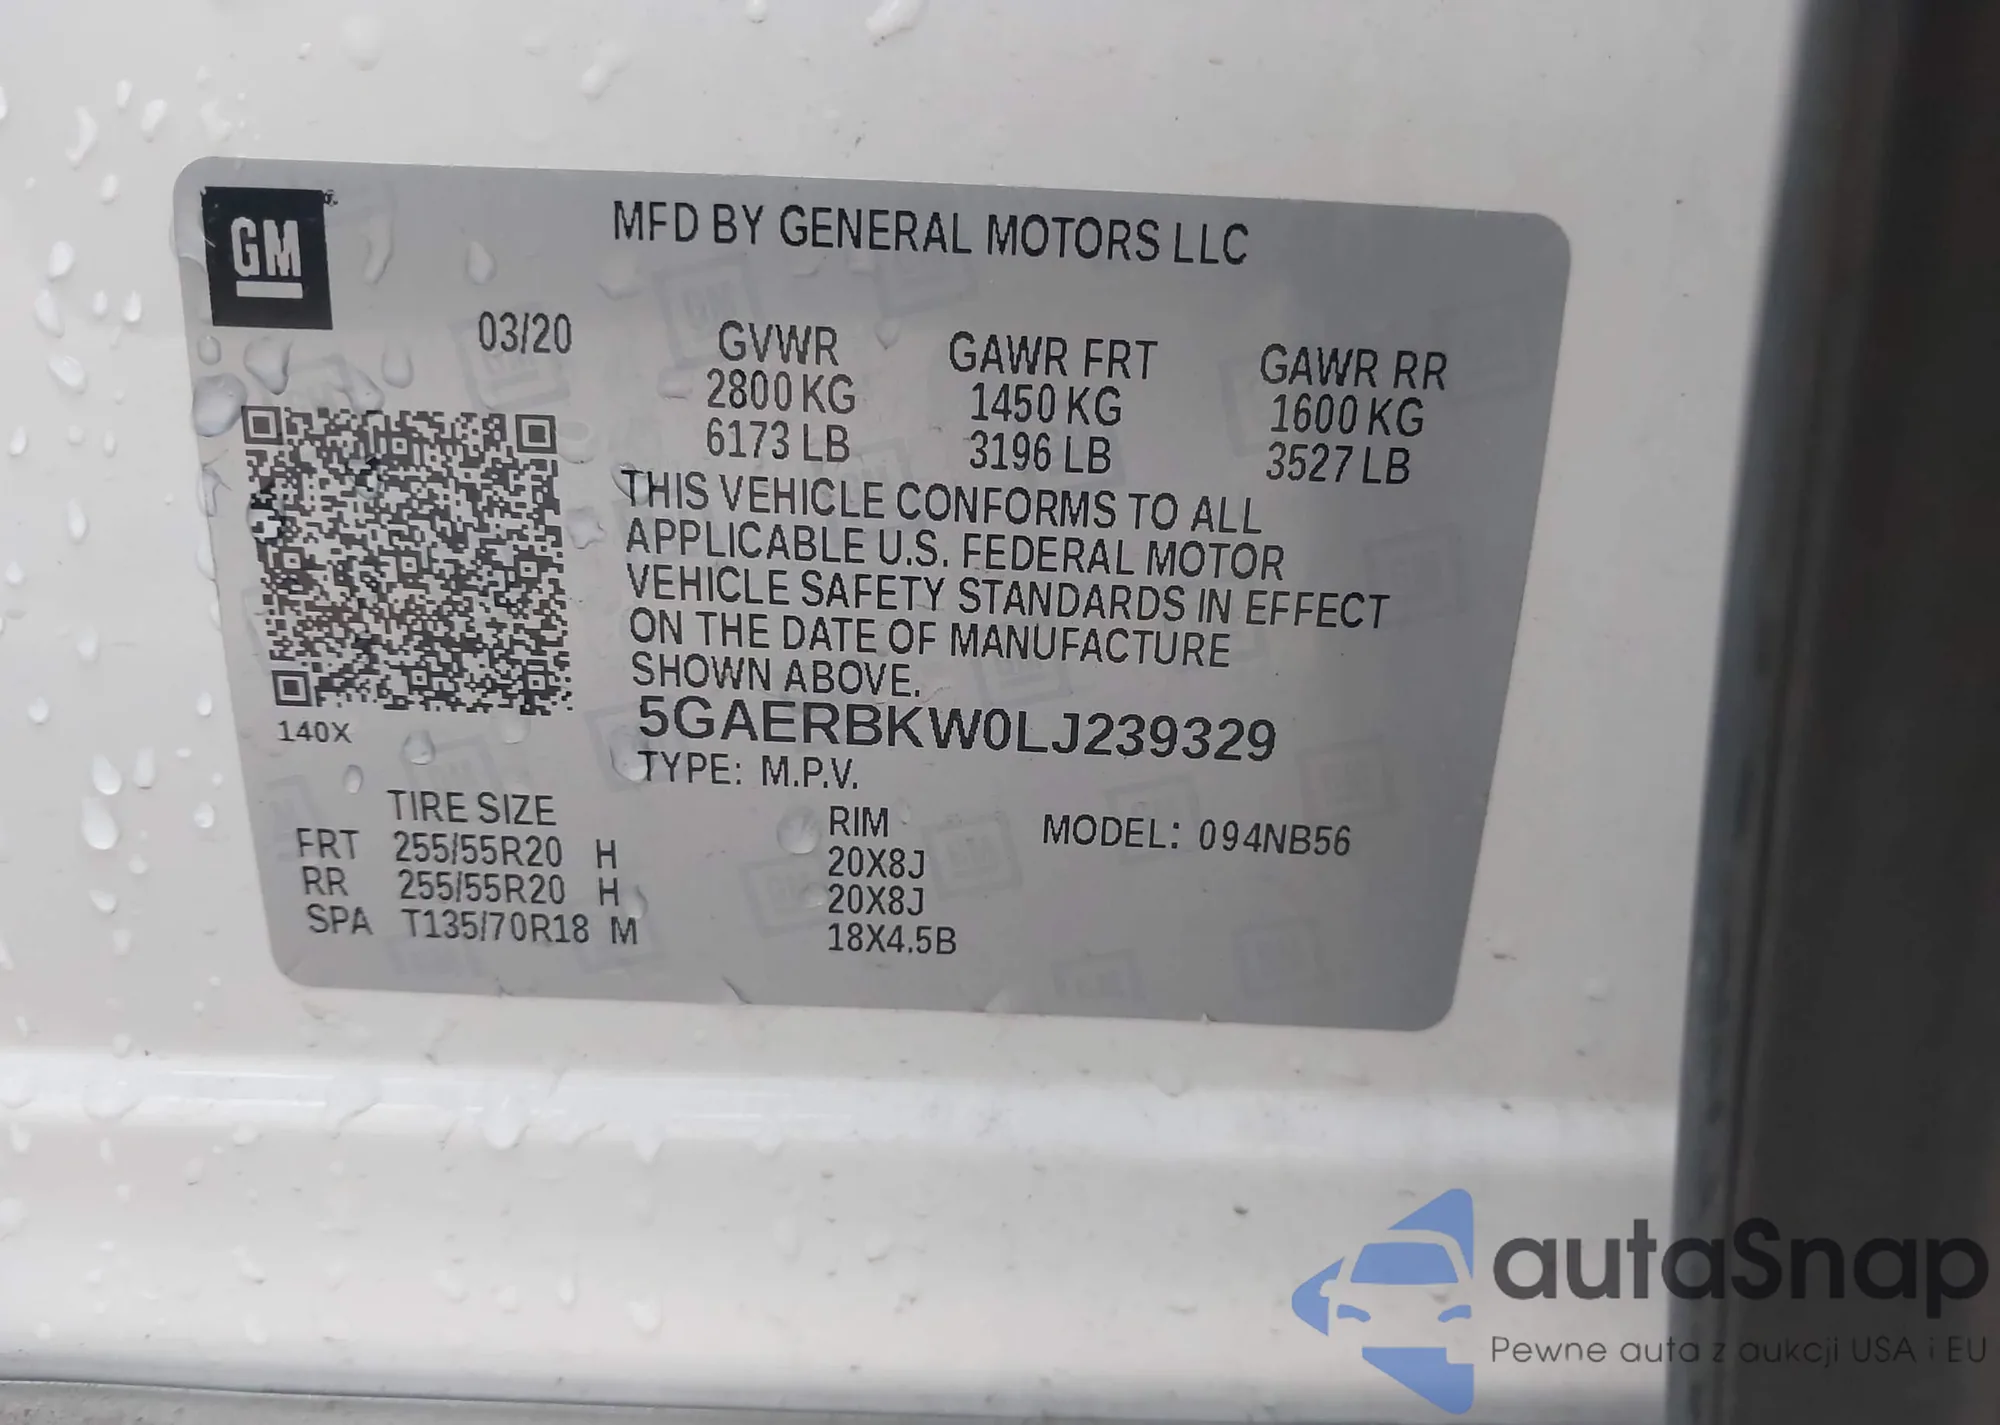 GM
MFD BY GENERAL MOTORS LLC
03/20
GVWR GAWR FRT GAWR RR
2800 KG 1450 KG 1600 KG
6173 LB 3196 LB 3527 LB
THIS VEHICLE CONFORMS TO ALL
APPLICABLE U.S. FEDERAL MOTOR
VEHICLE SAFETY STANDARDS IN EFFECT
ON THE DATE OF MANUFACTURE
SHOWN ABOVE.
5GAERBKW0LJ239329
140X
TYPE: M.P.V.
TIRE SIZE RIM MODEL: 094NB56
FRT 255/55R20 H 20X8J
RR 255/55R20 H 20X8J
SPA T135/70R18 M 18X4.5B
autaSnap
Pewne auta z aukcji USA i EU